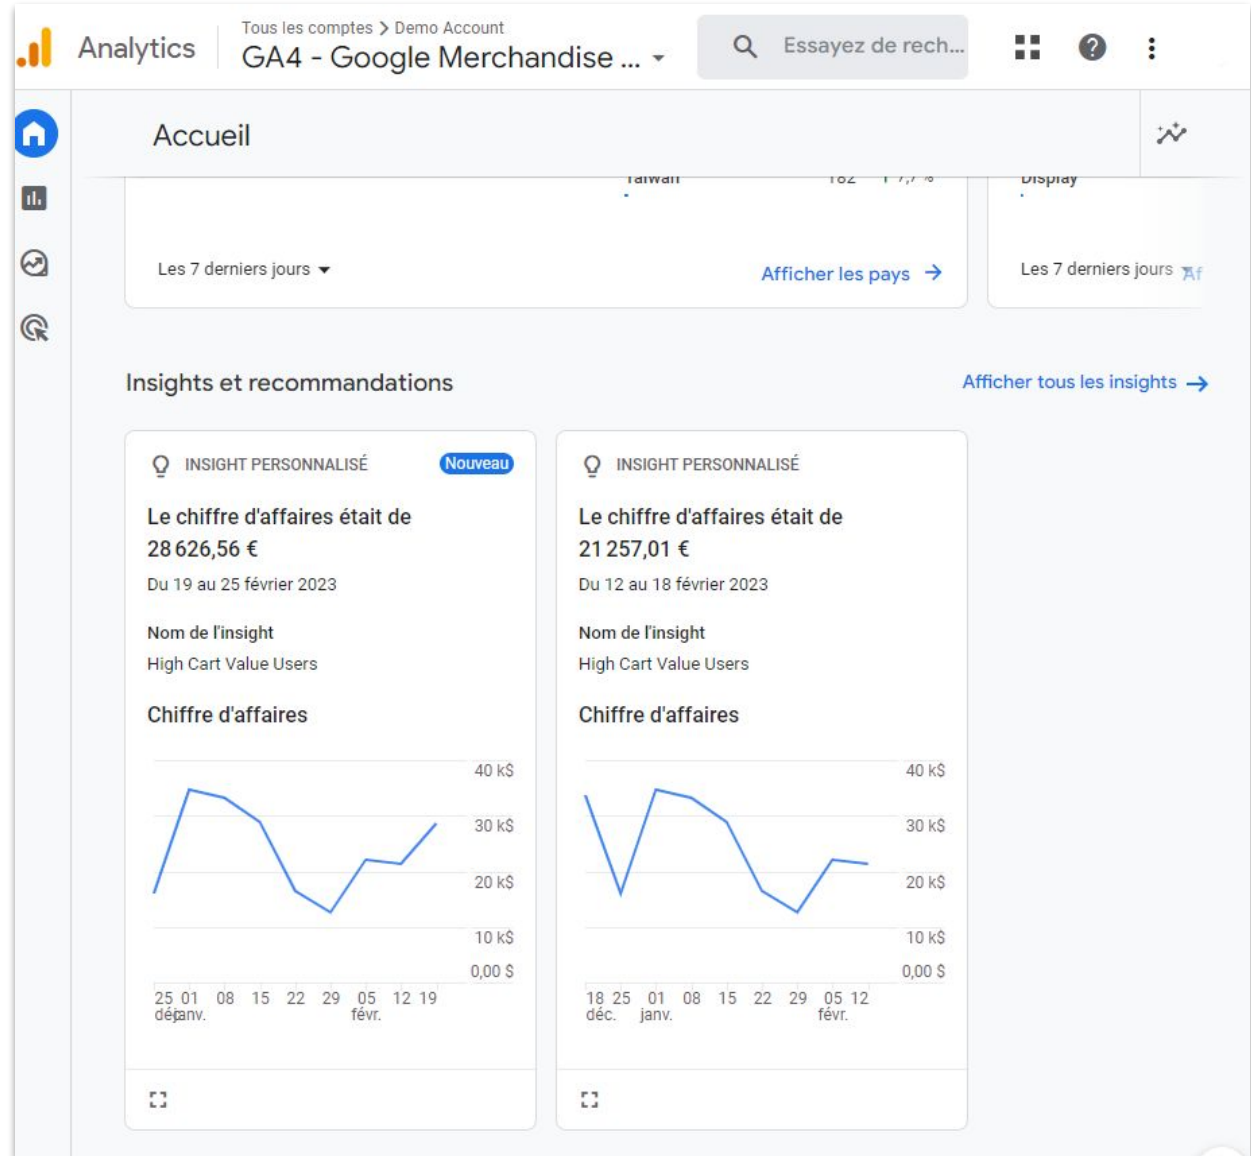 Analytics
Tous les comptes > Demo Account
GA4 - Google Merchandise ...
Essayez de rech...
Accueil
Taiwan 182 7,7 %
Display
Les 7 derniers jours
Afficher les pays
Les 7 derniers jours
Af
Insights et recommandations
Afficher tous les insights
INSIGHT PERSONNALISÉ
Nouveau
Le chiffre d'affaires était de
28 626,56 €
Du 19 au 25 février 2023
Nom de l'insight
High Cart Value Users
Chiffre d'affaires
40 k$
30 k$
20 k$
10 k$
0,00 $
25 01 08 15 22 29 05 12 19
déc. janv. févr.
INSIGHT PERSONNALISÉ
Le chiffre d'affaires était de
21 257,01 €
Du 12 au 18 février 2023
Nom de l'insight
High Cart Value Users
Chiffre d'affaires
40 k$
30 k$
20 k$
10 k$
0,00 $
18 25 01 08 15 22 29 05 12
déc. janv. févr.